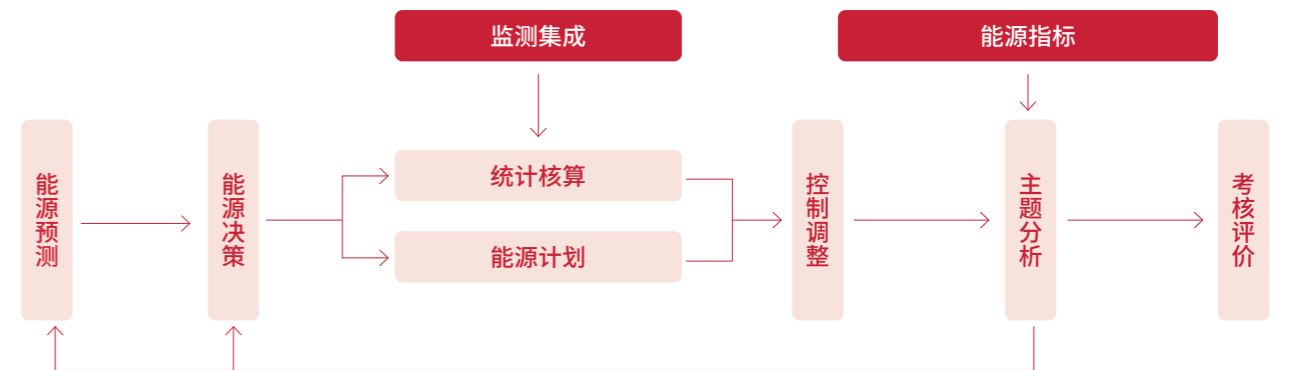 监测集成
能源指标
能源预测
能源决策
统计核算
能源计划
控制调整
主题分析
考核评价